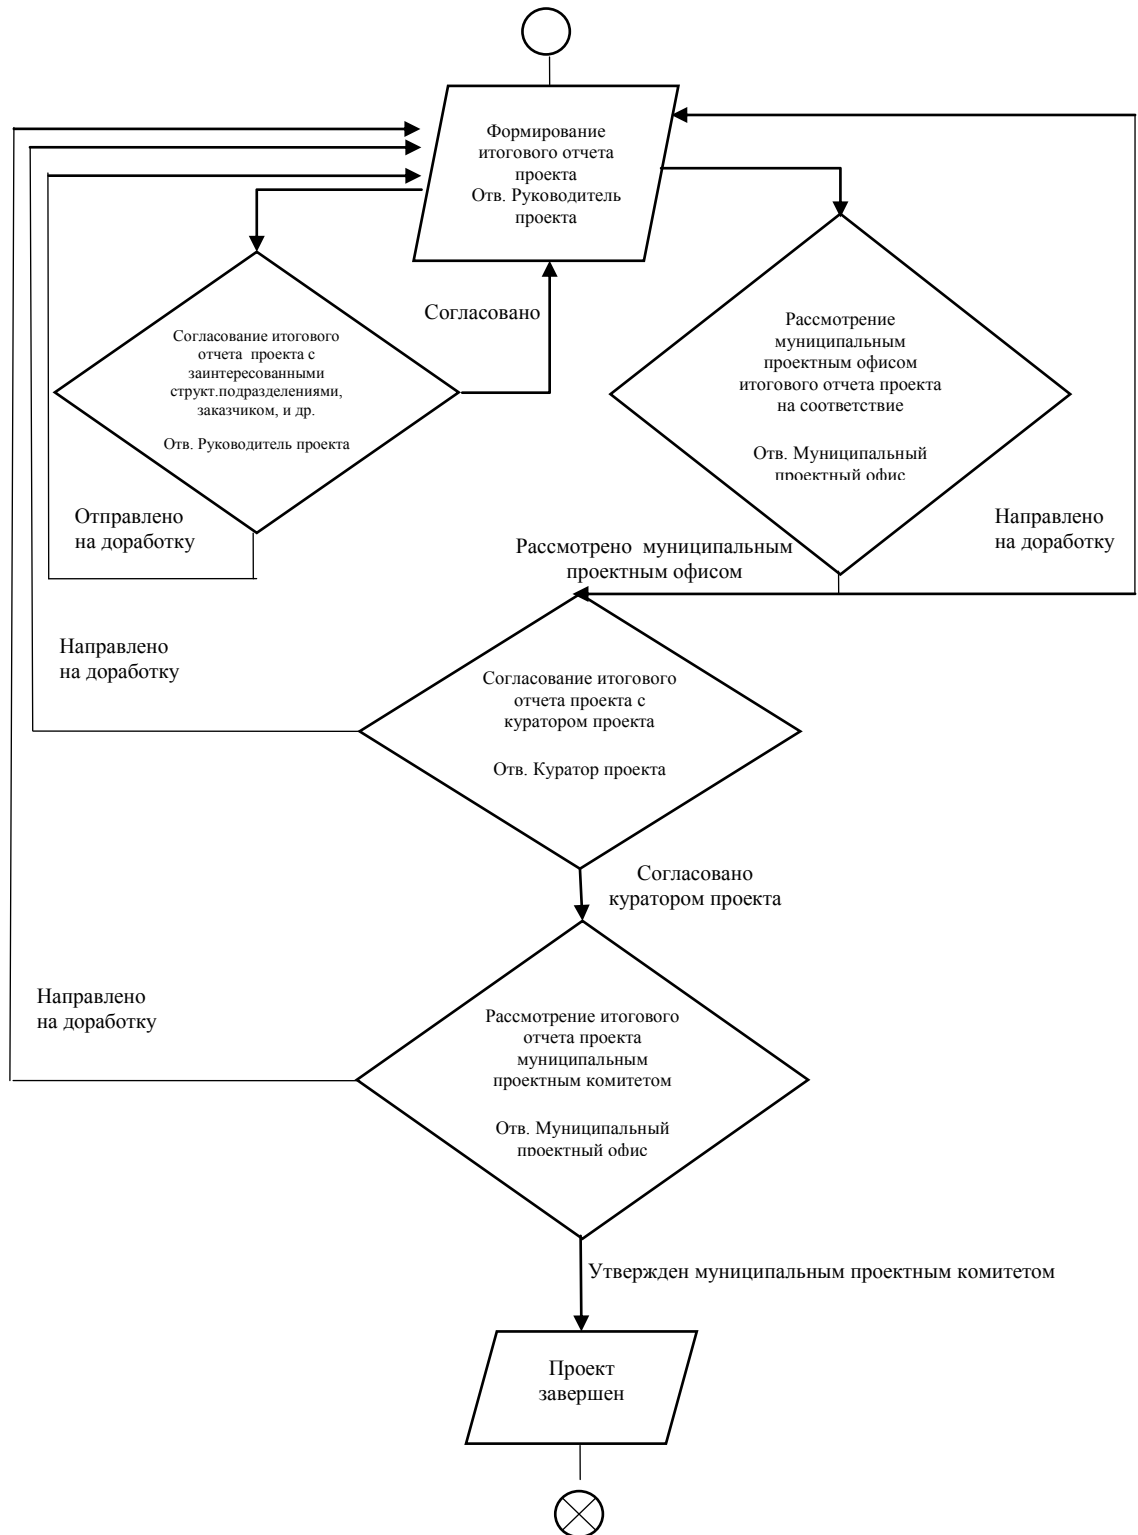 Формирование
итогового отчета
проекта
Отв. Руководитель
проекта
Согласовано
Согласование итогового
отчета проекта с
заинтересованными
структ.подразделениями,
заказчиком, и др.
Отв. Руководитель проекта
Рассмотрение
муниципальным
проектным офисом
итогового отчета проекта
на соответствие
Отв. Муниципальный
проектный офис
Отправлено
на доработку
Направлено
на доработку
Рассмотрено муниципальным
проектным офисом
Направлено
на доработку
Согласование итогового
отчета проекта с
куратором проекта
Отв. Куратор проекта
Согласовано
куратором проекта
Направлено
на доработку
Рассмотрение итогового
отчета проекта
муниципальным
проектным комитетом
Отв. Муниципальный
проектный офис
Утвержден муниципальным проектным комитетом
Проект
завершен